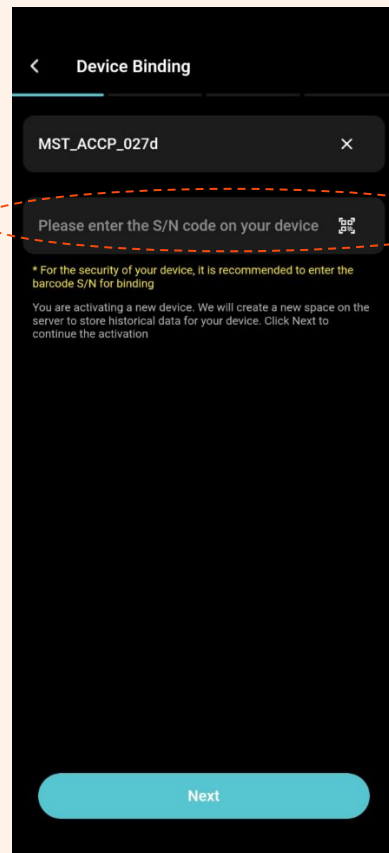 Device Binding
MST_ACCP_027d
Please enter the S/N code on your device
* For the security of your device, it is recommended to enter the
barcode S/N for binding
You are activating a new device. We will create a new space on the
server to store historical data for your device. Click Next to
continue the activation
Next